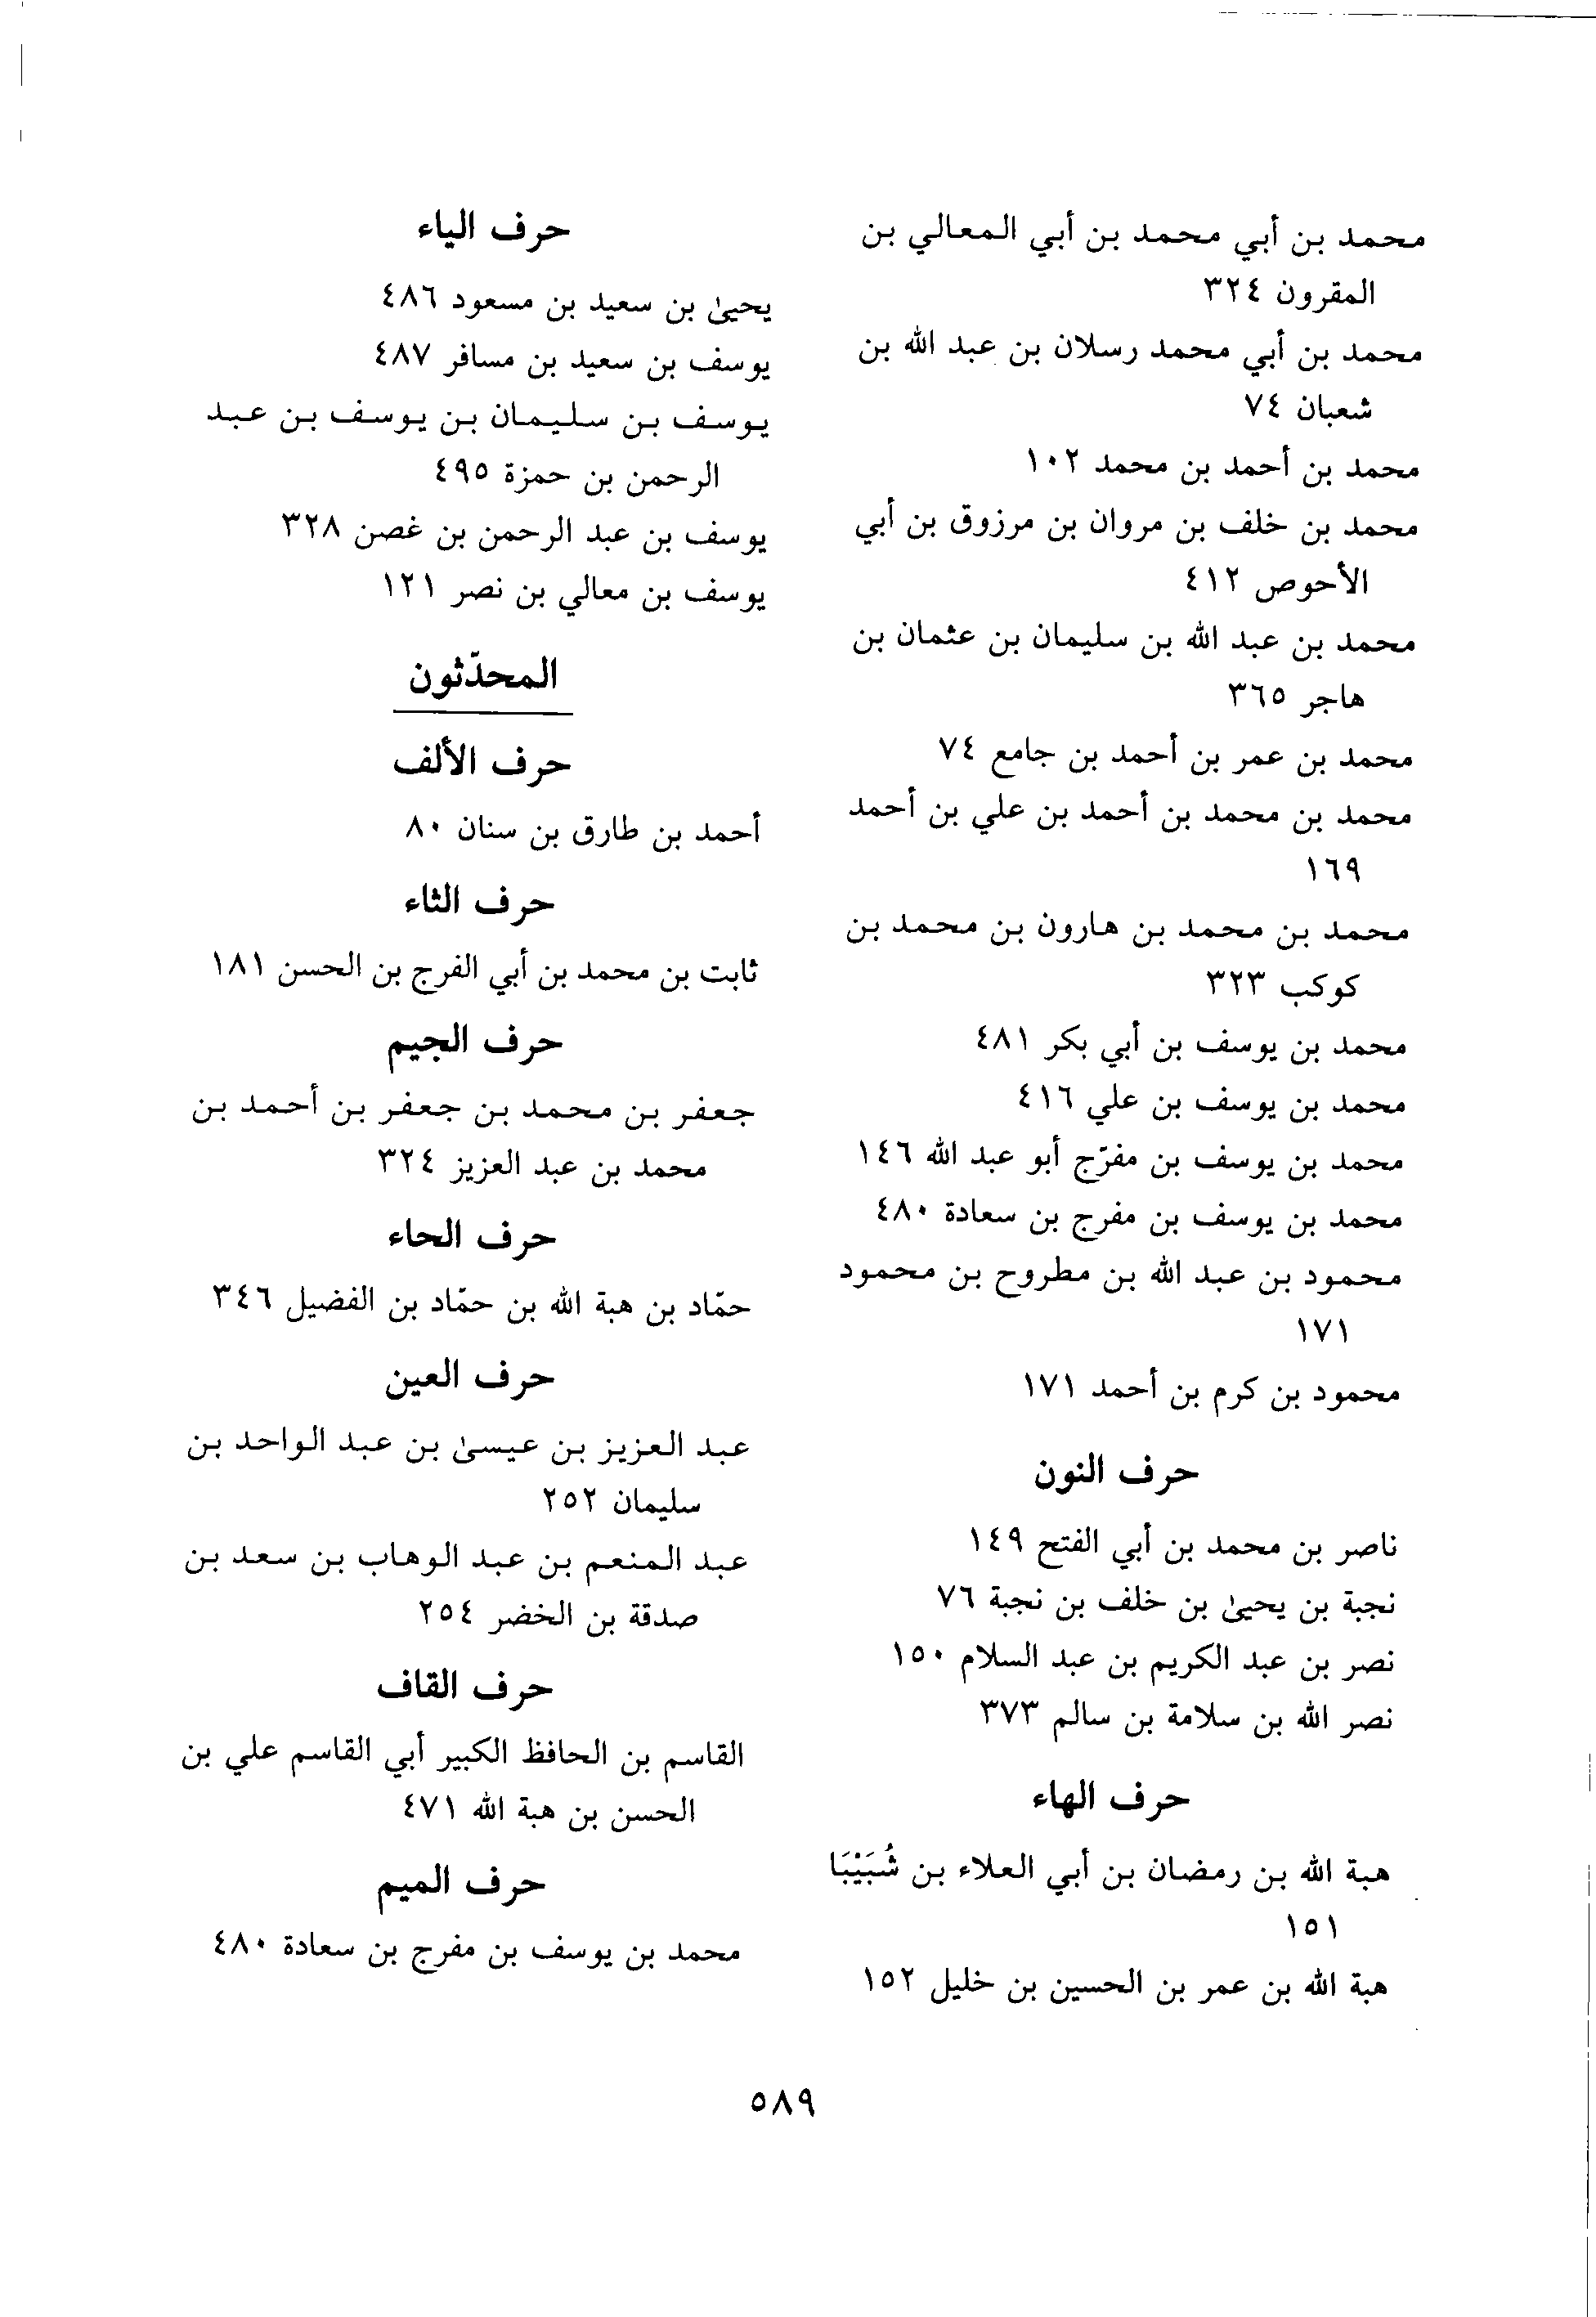 محمد بن أبي محمد بن أبي المعالي بن
المقرون ٣٢٤
محمد بن أبي محمد رسلان بن عبد الله بن
شعبان ٧٤
محمد بن أحمد بن محمد ١٠٢
محمد بن خلف بن مروان بن مرزوق بن أبي
الأحوص ٤١٢
محمد بن عبد الله بن سليمان بن عثمان بن
هاجر ٣٦٥
محمد بن عمر بن أحمد بن جامع ٧٤
محمد بن محمد بن أحمد بن علي بن أحمد
١٦٩
محمد بن محمد بن هارون بن محمد بن
كوكب ٣٢٣
محمد بن يوسف بن أبي بكر ٤٨١
محمد بن يوسف بن علي ٤١٦
محمد بن يوسف بن مفرّج أبو عبد الله ١٤٦
محمد بن يوسف بن مفرج بن سعادة ٤٨٠
محمود بن عبد الله بن مطروح بن محمود
١٧١
محمود بن كرم بن أحمد ١٧١
حرف النون
ناصر بن محمد بن أبي الفتح ١٤٩
نجبة بن يحيىٰ بن خلف بن نجبة ٧٦
نصر بن عبد الكريم بن عبد السلام ١٥٠
نصر الله بن سلامة بن سالم ٣٧٣
حرف الهاء
هبة الله بن رمضان بن أبي العلاء بن شُبَيْبَا
١٥١
هبة الله بن عمر بن الحسين بن خليل ١٥٢
حرف الياء
يحيىٰ بن سعيد بن مسعود ٤٨٦
يوسف بن سعيد بن مسافر ٤٨٧
يوسف بن سليمان بن يوسف بن عبد
الرحمن بن حمزة ٤٩٥
يوسف بن عبد الرحمن بن غصن ٣٢٨
يوسف بن معالي بن نصر ١٢١
المحدّثون
حرف الألف
أحمد بن طارق بن سنان ٨٠
حرف الثاء
ثابت بن محمد بن أبي الفرج بن الحسن ١٨١
حرف الجيم
جعفر بن محمد بن جعفر بن أحمد بن
محمد بن عبد العزيز ٣٢٤
حرف الحاء
حمّاد بن هبة الله بن حمّاد بن الفضيل ٣٤٦
حرف العين
عبد العزيز بن عيسىٰ بن عبد الواحد بن
سليمان ٢٥٢
عبد المنعم بن عبد الوهاب بن سعد بن
صدقة بن الخضر ٢٥٤
حرف القاف
القاسم بن الحافظ الكبير أبي القاسم علي بن
الحسن بن هبة الله ٤٧١
حرف الميم
محمد بن يوسف بن مفرج بن سعادة ٤٨٠
٥٨٩